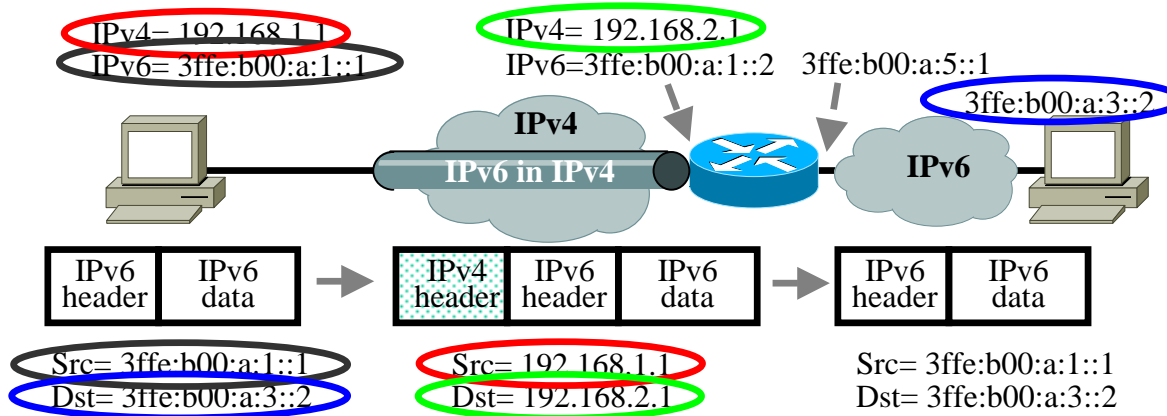 IPv4= 192.168.1.1
IPv6= 3ffe:b00:a:1::1
IPv4= 192.168.2.1
IPv6=3ffe:b00:a:1::2
3ffe:b00:a:5::1
3ffe:b00:a:3::2
IPv4
IPv6 in IPv4
IPv6
IPv6
header
IPv6
data
IPv4
header
IPv6
header
IPv6
data
IPv6
header
IPv6
data
Src= 3ffe:b00:a:1::1
Dst= 3ffe:b00:a:3::2
Src= 192.168.1.1
Dst= 192.168.2.1
Src= 3ffe:b00:a:1::1
Dst= 3ffe:b00:a:3::2